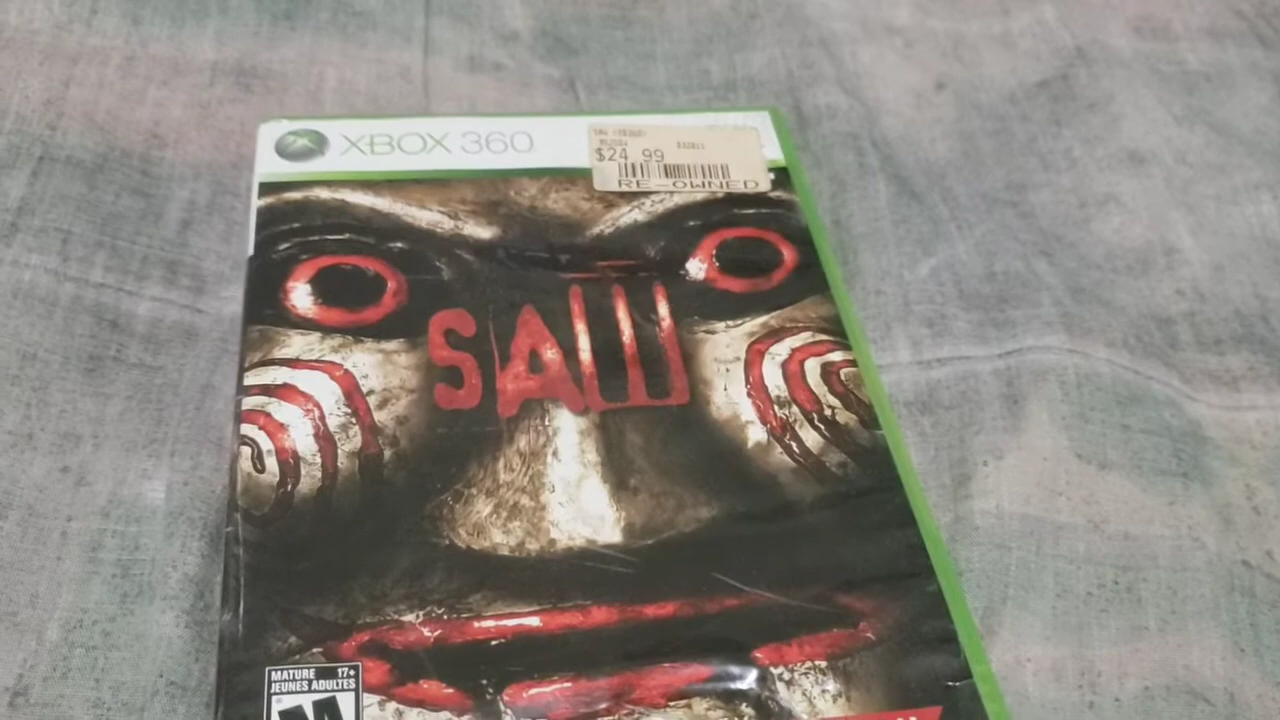 XBOX 360
$24.99
RE-OWNED
SAW
MATURE 17+
JEUNES ADULTES
M